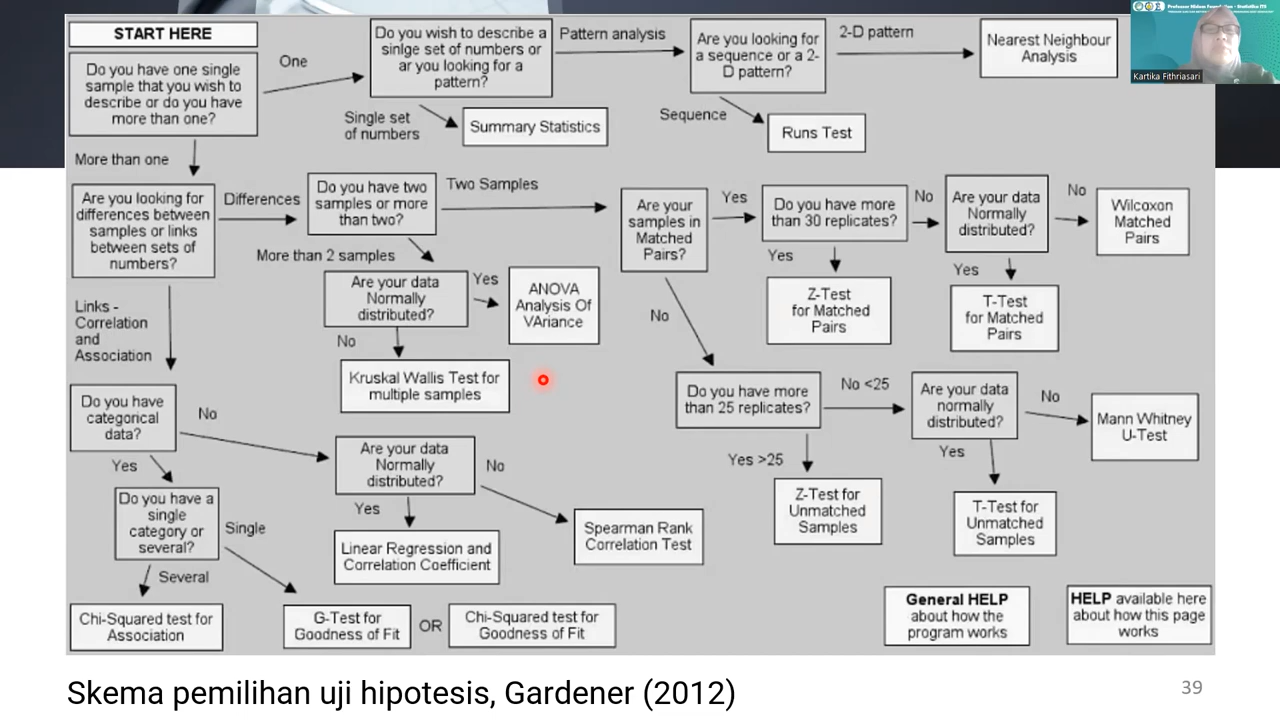 START HERE
Do you have one single
sample that you wish to
describe or do you have
more than one?
One
Do you wish to describe a
sinlge set of numbers or
ar you looking for a
pattern?
Pattern analysis
Are you looking for
a sequence or a 2-
D pattern?
2-D pattern
Nearest Neighbour
Analysis
Single set
of numbers
Summary Statistics
Sequence
Runs Test
More than one
Are you looking for
differences between
samples or links
between sets of
numbers?
Differences
Do you have two
samples or more
than two?
Two Samples
Are your
samples in
Matched
Pairs?
Yes
Do you have more
than 30 replicates?
No
Are your data
Normally
distributed?
No
Wilcoxon
Matched
Pairs
More than 2 samples
Are your data
Normally
distributed?
Yes
ANOVA
Analysis Of
VAriance
Yes
Z-Test
for Matched
Pairs
Yes
T-Test
for Matched
Pairs
Links -
Correlation
and
Association
No
Kruskal Wallis Test for
multiple samples
No
Do you have more
than 25 replicates?
No <25
Are your data
normally
distributed?
No
Mann Whitney
U-Test
Do you have
categorical
data?
No
Are your data
Normally
distributed?
No
Yes >25
Yes
Yes
Do you have a
single
category or
several?
Single
Yes
Spearman Rank
Correlation Test
Z-Test for
Unmatched
Samples
T-Test for
Unmatched
Samples
Linear Regression and
Correlation Coefficient
Several
Chi-Squared test for
Association
G-Test for
Goodness of Fit
OR
Chi-Squared test for
Goodness of Fit
General HELP
about how the
program works
HELP available here
about how this page
works
Skema pemilihan uji hipotesis, Gardener (2012)
39
Kartika Fithriasari